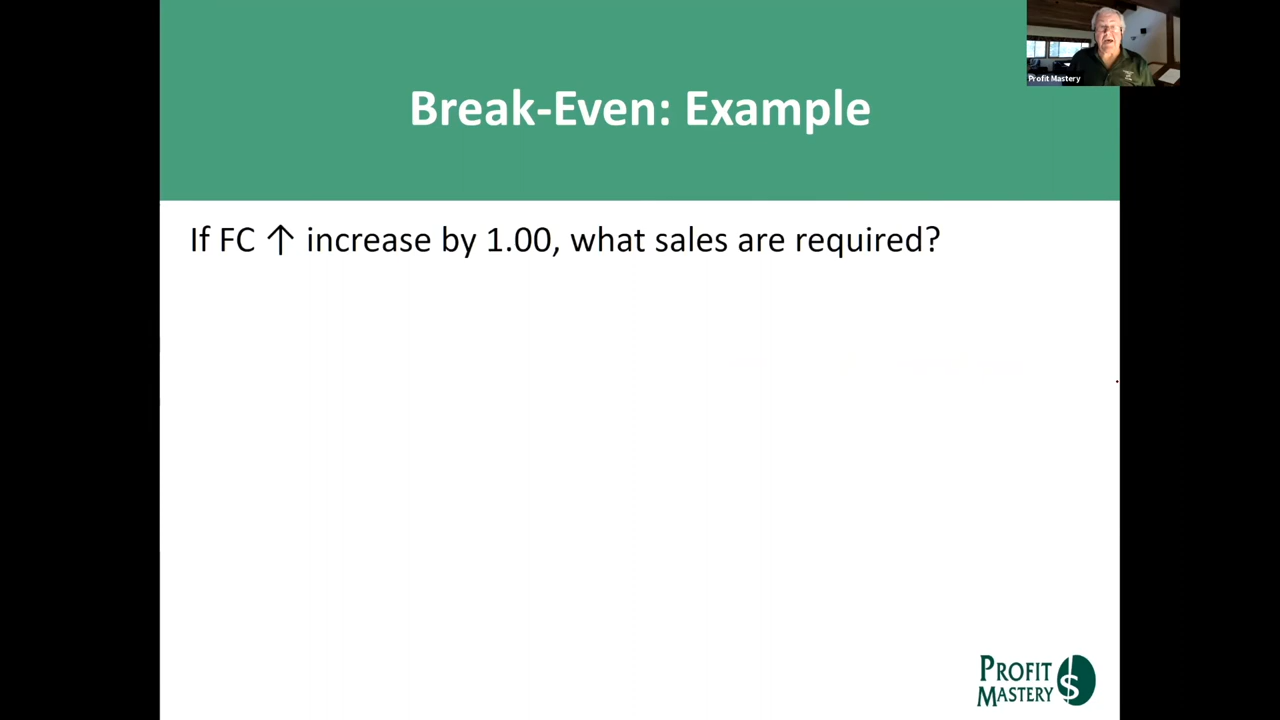 Profit Mastery
Break-Even: Example
If FC ↑ increase by 1.00, what sales are required?
PROFIT
MASTERY